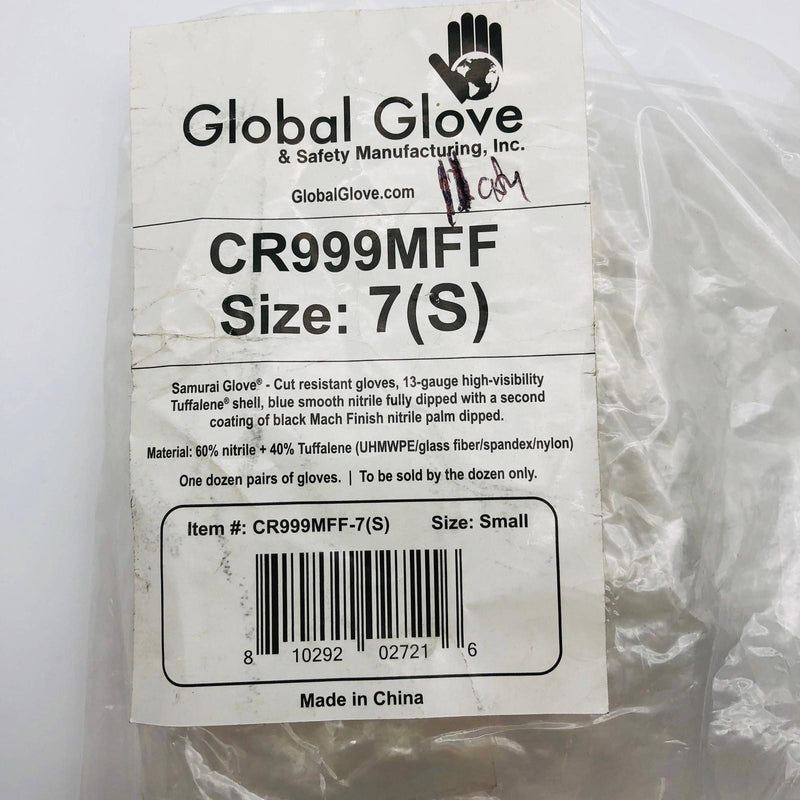 Global Glove
& Safety Manufacturing, Inc.
GlobalGlove.com
CR999MFF
Size: 7(S)
Samurai Glove® - Cut resistant gloves, 13-gauge high-visibility
Tuffalene® shell, blue smooth nitrile fully dipped with a second
coating of black Mach Finish nitrile palm dipped.
Material: 60% nitrile + 40% Tuffalene (UHMWPE/glass fiber/spandex/nylon)
One dozen pairs of gloves. | To be sold by the dozen only.
Item #: CR999MFF-7(S) Size: Small
8 10292 02721 6
Made in China